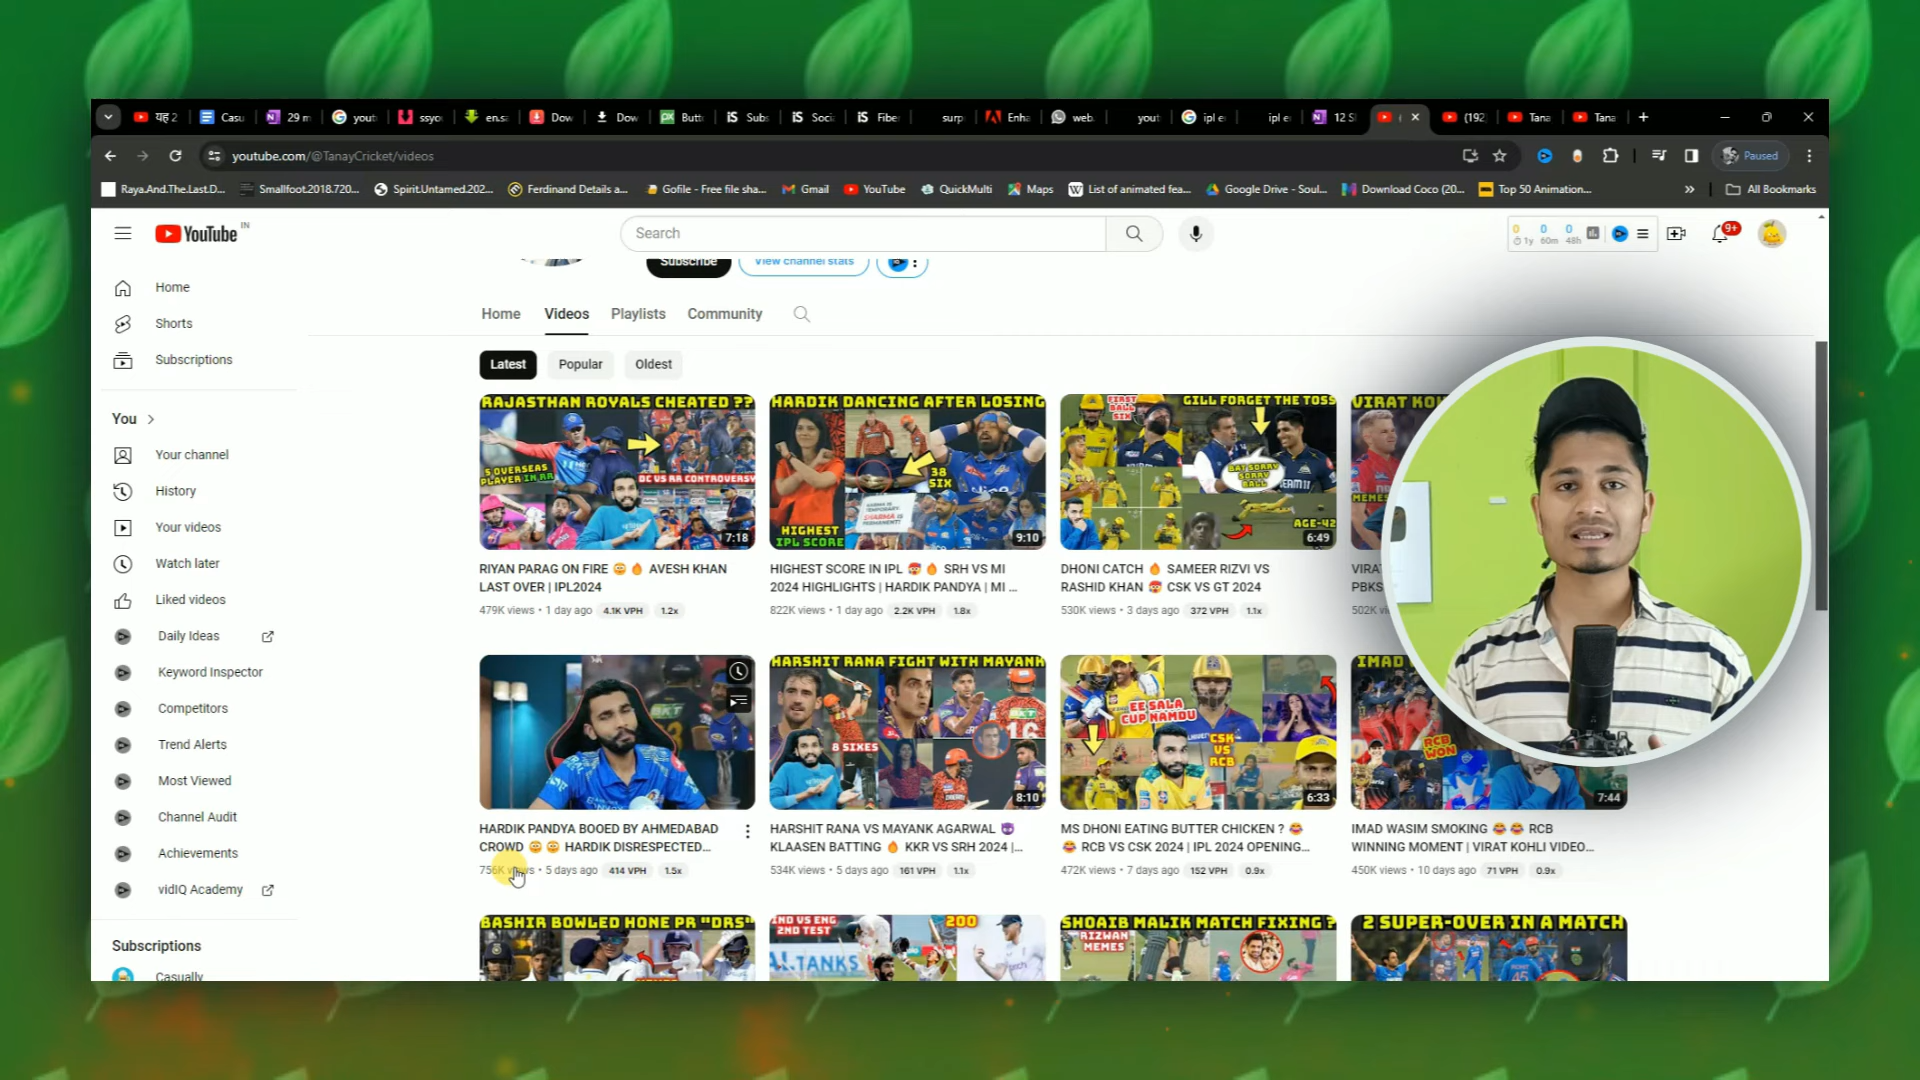 यह 2
Casu
29 m
yout
ssyo
en.sa
Dow
Dow
Butt
Subs
Soci
Fibe
surp
Enha
web.
yout
ipl e
ipl e
12 S
(192
Tana
Tana
youtube.com/@TanayCricket/videos
Paused
Raya.And.The.Last.D...
Smallfoot.2018.720...
Spirit.Untamed.202...
Ferdinand Details a...
Gofile - Free file sha...
Gmail
YouTube
QuickMulti
Maps
List of animated fea...
Google Drive - Soul...
Download Coco (20...
Top 50 Animation...
All Bookmarks
YouTube IN
Search
0 0 0
1y 60m 48h
9+
Subscribe
View channel stats
Home
Shorts
Subscriptions
You
Your channel
History
Your videos
Watch later
Liked videos
Daily Ideas
Keyword Inspector
Competitors
Trend Alerts
Most Viewed
Channel Audit
Achievements
vidIQ Academy
Subscriptions
Casually
Home Videos Playlists Community
Latest Popular Oldest
RAJASTHAN ROYALS CHEATED ??
5 OVERSEAS
PLAYER IN RR
DC VS RR CONTROVERSY
7:18
RIYAN PARAG ON FIRE 😳 🔥 AVESH KHAN
LAST OVER | IPL2024
479K views • 1 day ago 4.1K VPH 1.2x
HARDIK DANCING AFTER LOSING
38
SIX
SHARMA IS
PERMANENT!
HIGHEST
IPL SCORE
9:10
HIGHEST SCORE IN IPL 🥵 🔥 SRH VS MI
2024 HIGHLIGHTS | HARDIK PANDYA | MI ...
822K views • 1 day ago 2.2K VPH 1.8x
FIRST
BALL
SIX
GILL FORGET THE TOSS
BAT SORRY
SORRY
BALL
AGE-42
6:49
DHONI CATCH 🔥 SAMEER RIZVI VS
RASHID KHAN 🥵 CSK VS GT 2024
530K views • 3 days ago 372 VPH 1.1x
VIRAT KOH
MEMES
VIRAT
PBKS
502K vi
HARDIK PANDYA BOOED BY AHMEDABAD
CROWD 😳 😳 HARDIK DISRESPECTED...
756K views • 5 days ago 414 VPH 1.5x
HARSHIT RANA FIGHT WITH MAYANK
8 SIXES
16
8:10
HARSHIT RANA VS MAYANK AGARWAL 😈
KLAASEN BATTING 🔥 KKR VS SRH 2024 |...
534K views • 5 days ago 161 VPH 1.1x
EE SALA
CUP NAMDU
CSK
VS
RCB
6:33
MS DHONI EATING BUTTER CHICKEN ? 😂
😂 RCB VS CSK 2024 | IPL 2024 OPENING...
472K views • 7 days ago 152 VPH 0.9x
IMAD
RCB
WON
7:44
IMAD WASIM SMOKING 😂 😂 RCB
WINNING MOMENT | VIRAT KOHLI VIDEO...
450K views • 10 days ago 71 VPH 0.9x
BASHIR BOWLED HONE PR "DRS"
IND VS ENG
2ND TEST
200
TANKS
SHOAIB MALIK MATCH FIXING ?
RIZWAN
MEMES
2 SUPER-OVER IN A MATCH